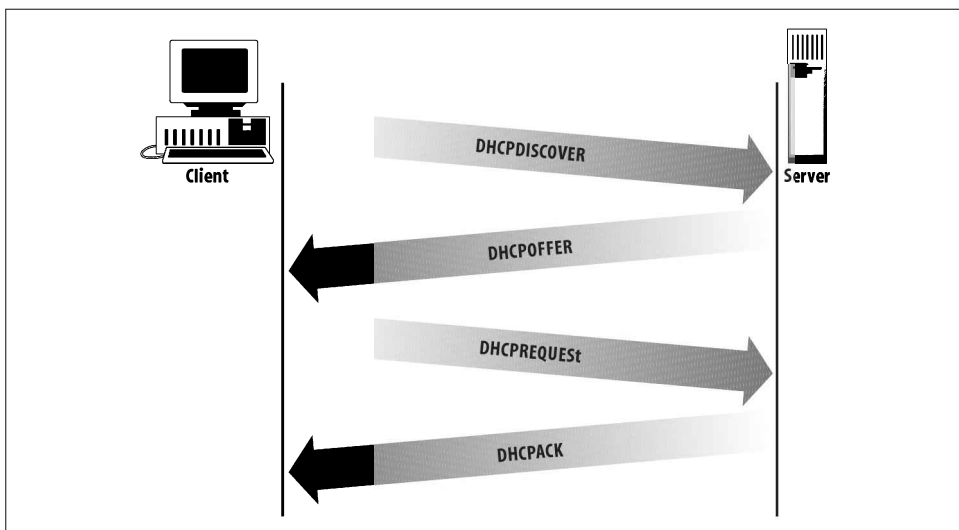 Client
Server
DHCPDISCOVER
DHCPOFFER
DHCPREQUESt
DHCPACK